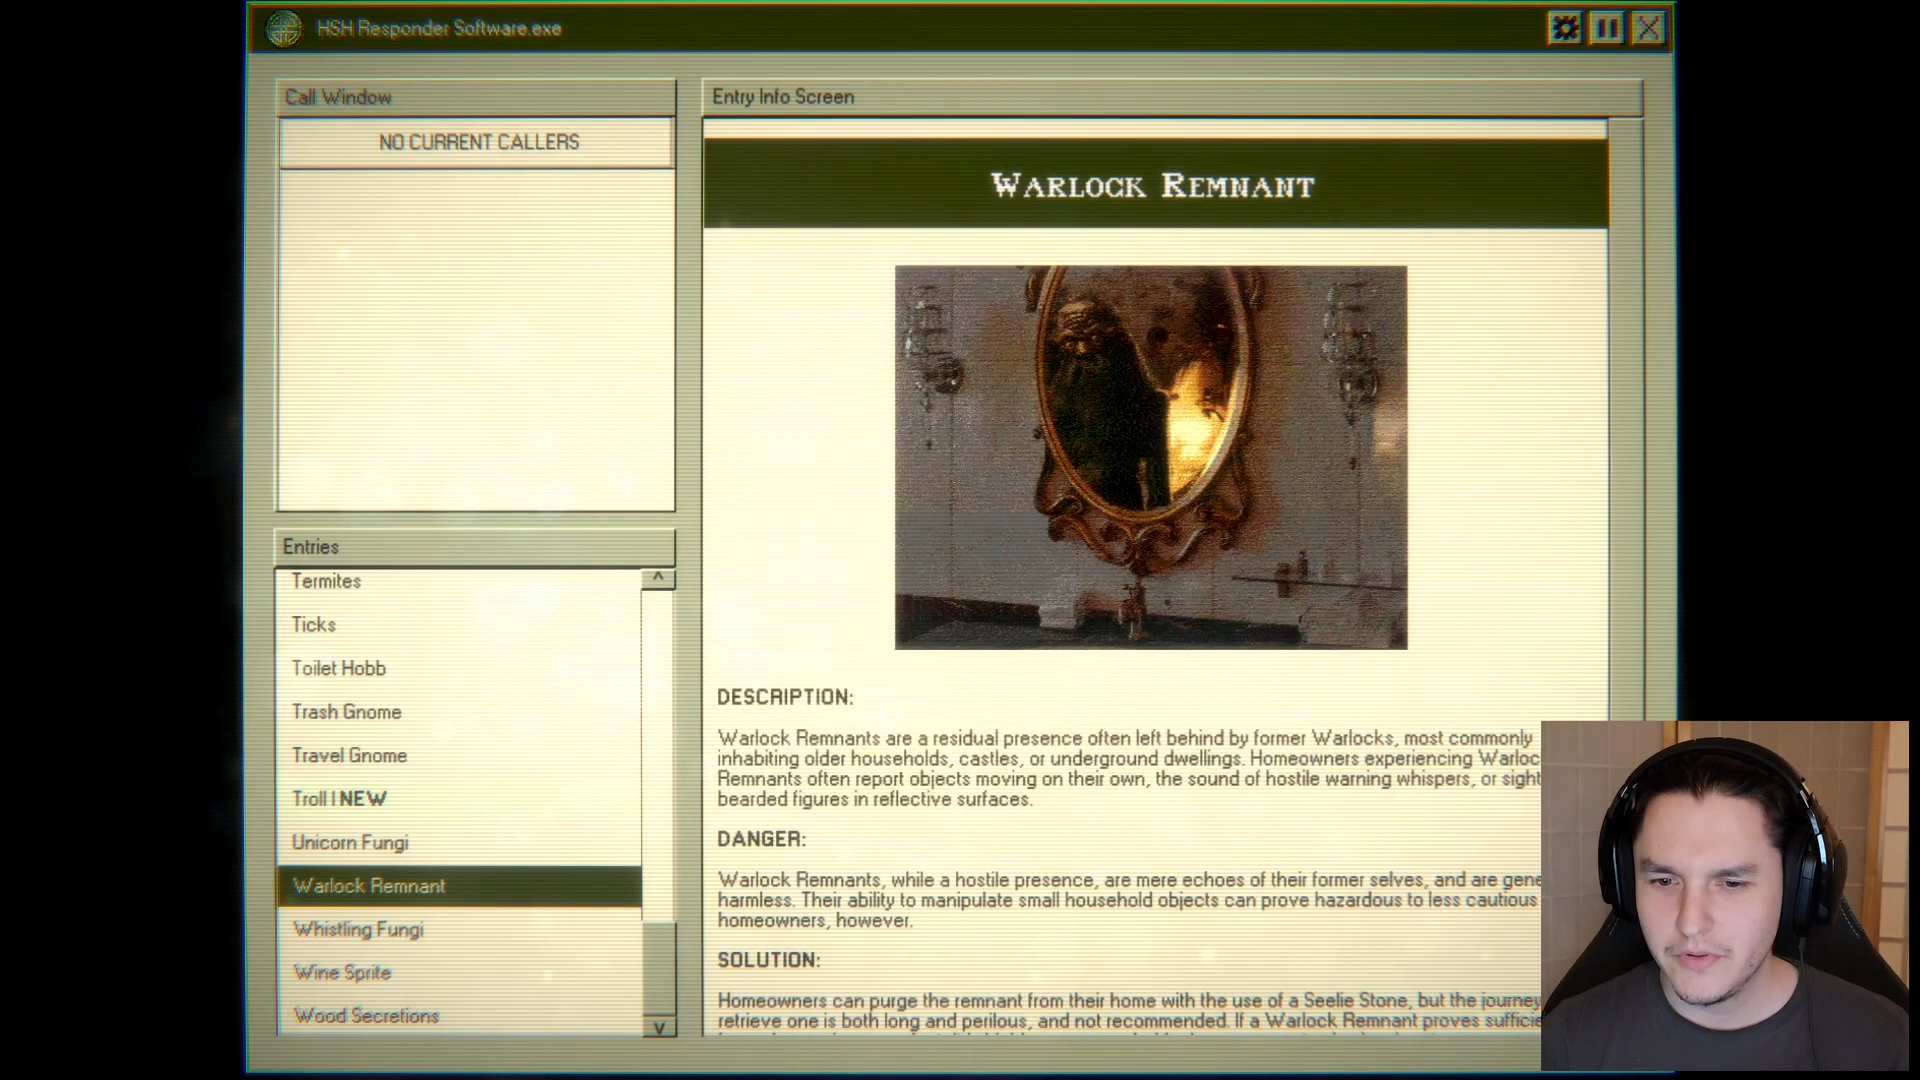 HSH Responder Software.exe
Call Window
NO CURRENT CALLERS
Entries
Termites
Ticks
Toilet Hobb
Trash Gnome
Travel Gnome
Troll | NEW
Unicorn Fungi
Warlock Remnant
Whistling Fungi
Wine Sprite
Wood Secretions
Entry Info Screen
WARLOCK REMNANT
DESCRIPTION:
Warlock Remnants are a residual presence often left behind by former Warlocks, most commonly
inhabiting older households, castles, or underground dwellings. Homeowners experiencing Warloc
Remnants often report objects moving on their own, the sound of hostile warning whispers, or sight
bearded figures in reflective surfaces.
DANGER:
Warlock Remnants, while a hostile presence, are mere echoes of their former selves, and are gene
harmless. Their ability to manipulate small household objects can prove hazardous to less cautious
homeowners, however.
SOLUTION:
Homeowners can purge the remnant from their home with the use of a Seelie Stone, but the journey
retrieve one is both long and perilous, and not recommended. If a Warlock Remnant proves sufficie